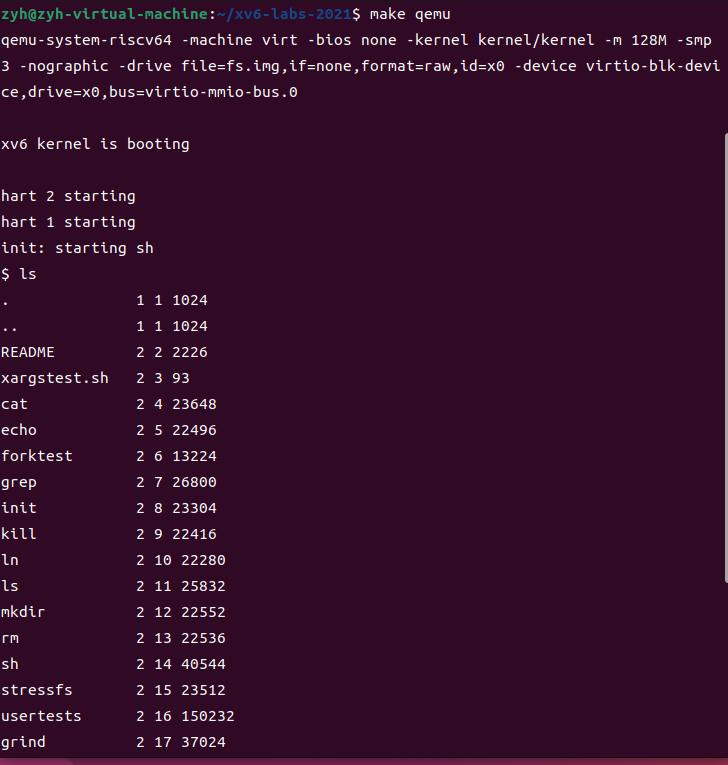 zyh@zyh-virtual-machine:~/xv6-labs-2021$ make qemu
qemu-system-riscv64 -machine virt -bios none -kernel kernel/kernel -m 128M -smp
3 -nographic -drive file=fs.img,if=none,format=raw,id=x0 -device virtio-blk-devi
ce,drive=x0,bus=virtio-mmio-bus.0
xv6 kernel is booting
hart 2 starting
hart 1 starting
init: starting sh
$ ls
.              1 1 1024
..             1 1 1024
README         2 2 2226
xargstest.sh   2 3 93
cat            2 4 23648
echo           2 5 22496
forktest       2 6 13224
grep           2 7 26800
init           2 8 23304
kill           2 9 22416
ln             2 10 22280
ls             2 11 25832
mkdir          2 12 22552
rm             2 13 22536
sh             2 14 40544
stressfs       2 15 23512
usertests      2 16 150232
grind          2 17 37024